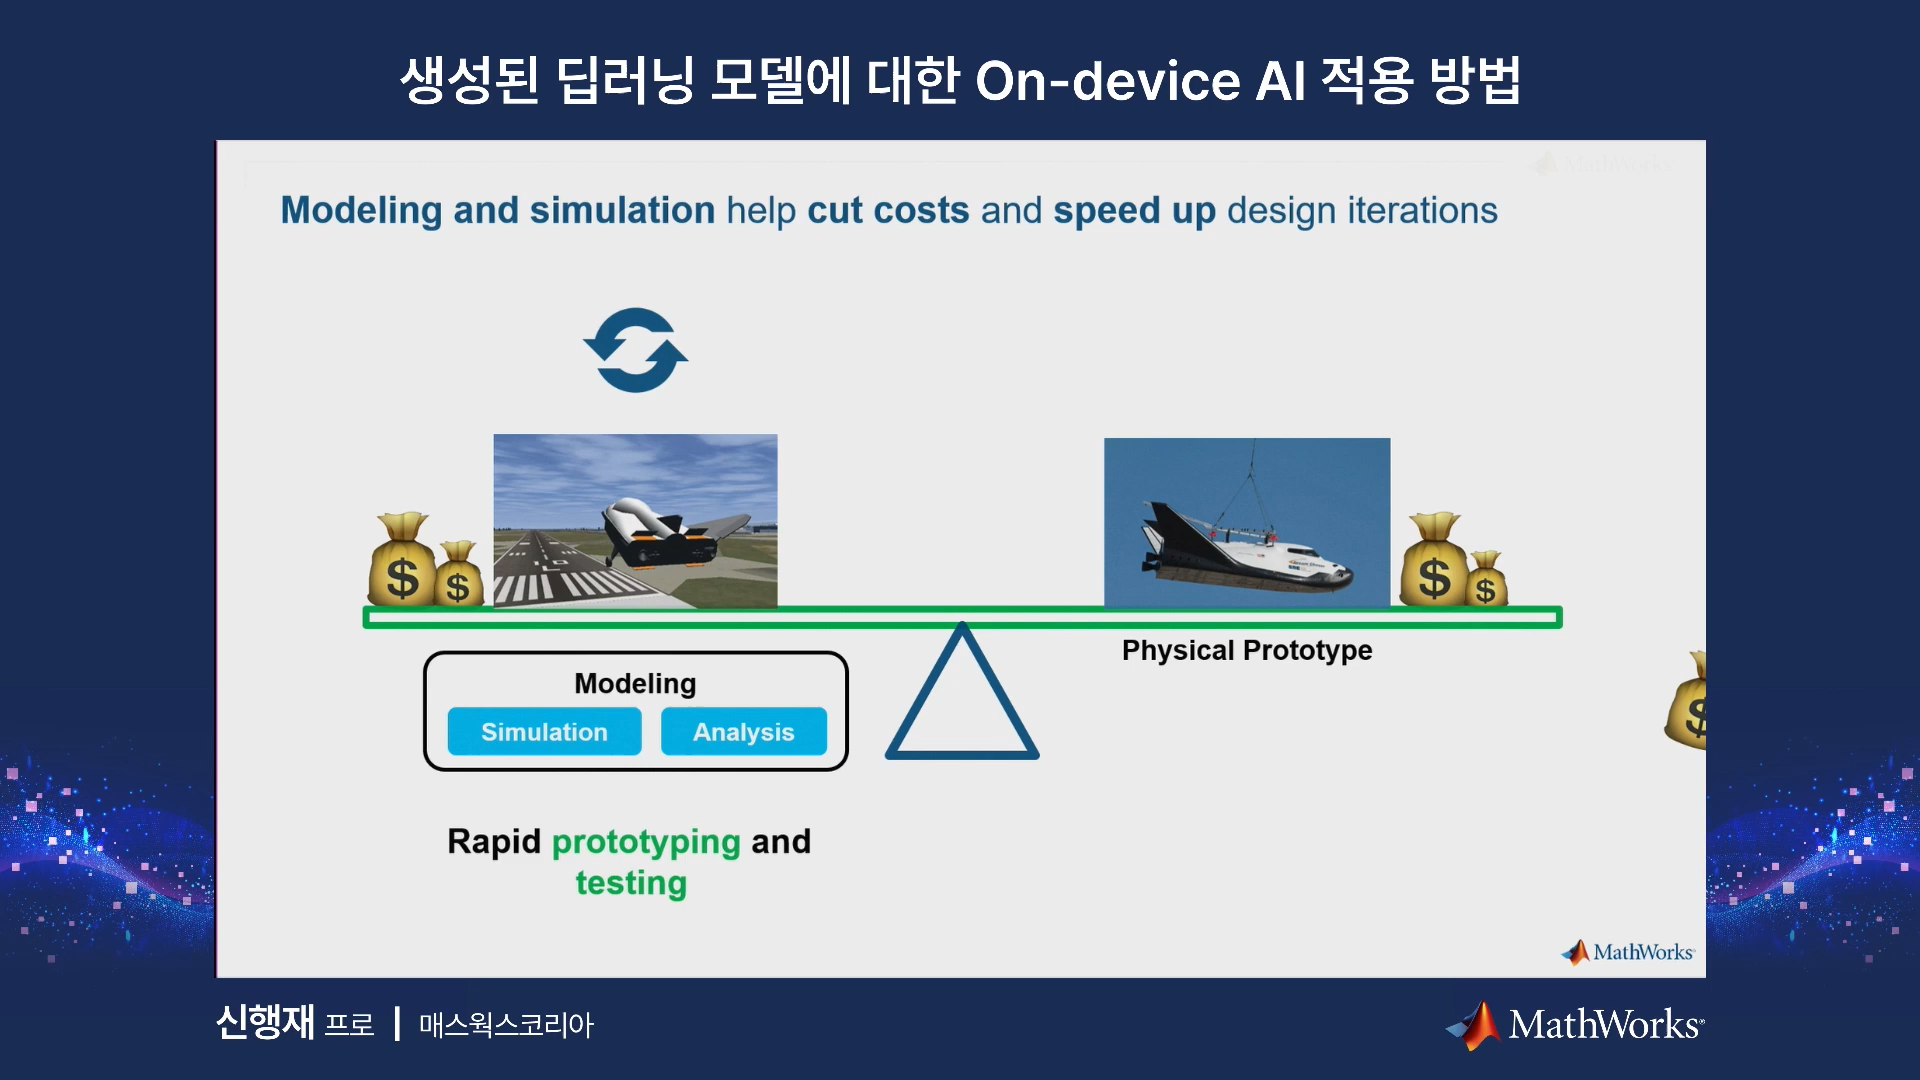 생성된 딥러닝 모델에 대한 On-device AI 적용 방법
MathWorks
Modeling and simulation help cut costs and speed up design iterations
$ $
$ $
Physical Prototype
Modeling
Simulation Analysis
$
Rapid prototyping and
testing
MathWorks
신행재 프로 | 매스웍스코리아
MathWorks